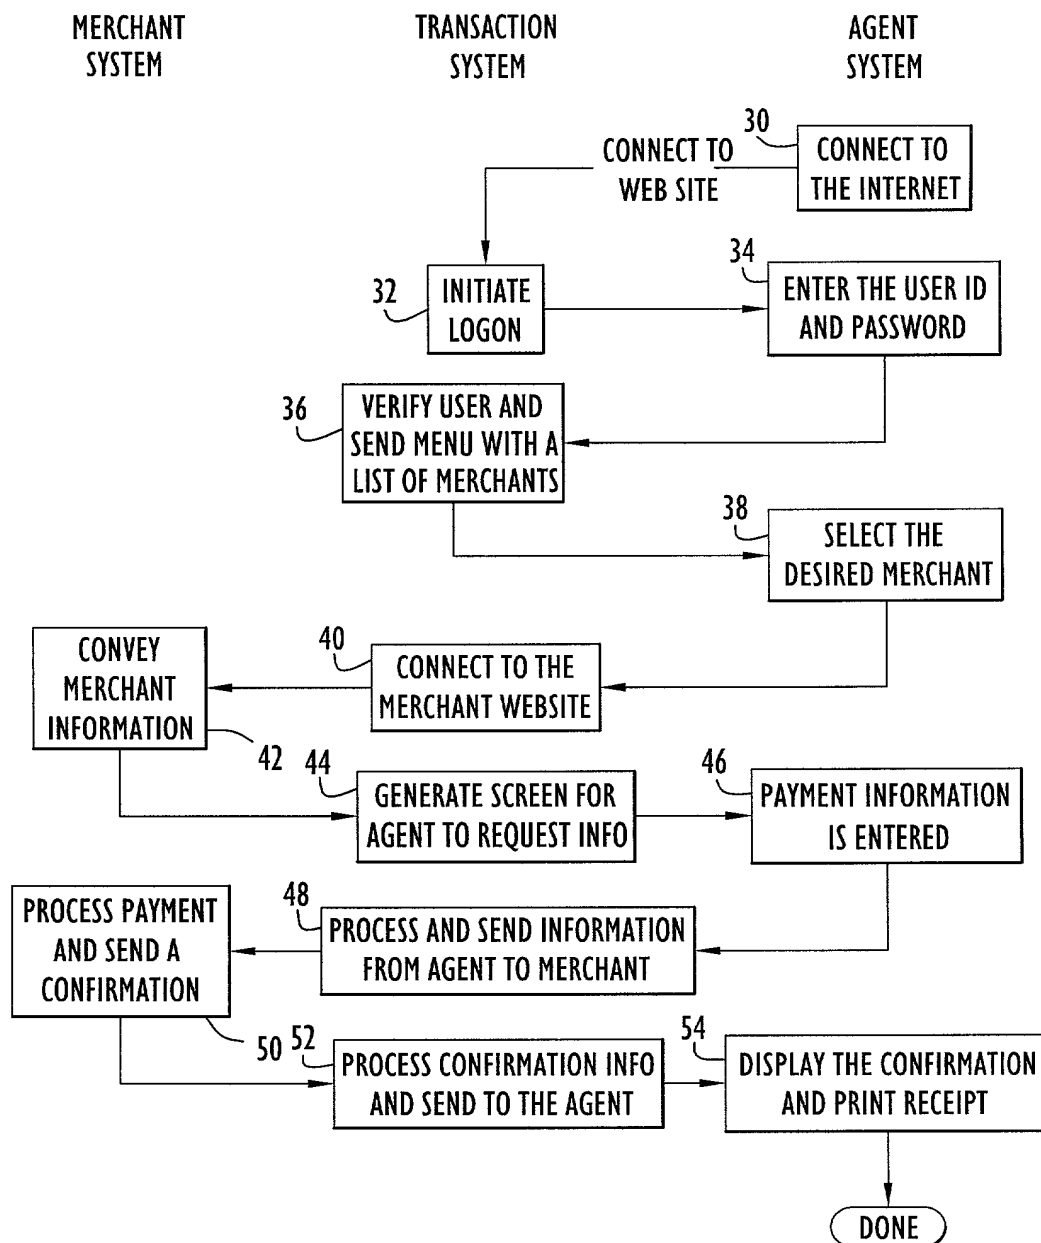 MERCHANT
SYSTEM
TRANSACTION
SYSTEM
AGENT
SYSTEM
30
CONNECT TO
THE INTERNET
CONNECT TO
WEB SITE
32
INITIATE
LOGON
34
ENTER THE USER ID
AND PASSWORD
36
VERIFY USER AND
SEND MENU WITH A
LIST OF MERCHANTS
38
SELECT THE
DESIRED MERCHANT
40
CONNECT TO THE
MERCHANT WEBSITE
CONVEY
MERCHANT
INFORMATION
42
44
GENERATE SCREEN FOR
AGENT TO REQUEST INFO
46
PAYMENT INFORMATION
IS ENTERED
48
PROCESS AND SEND INFORMATION
FROM AGENT TO MERCHANT
PROCESS PAYMENT
AND SEND A
CONFIRMATION
50
52
PROCESS CONFIRMATION INFO
AND SEND TO THE AGENT
54
DISPLAY THE CONFIRMATION
AND PRINT RECEIPT
DONE